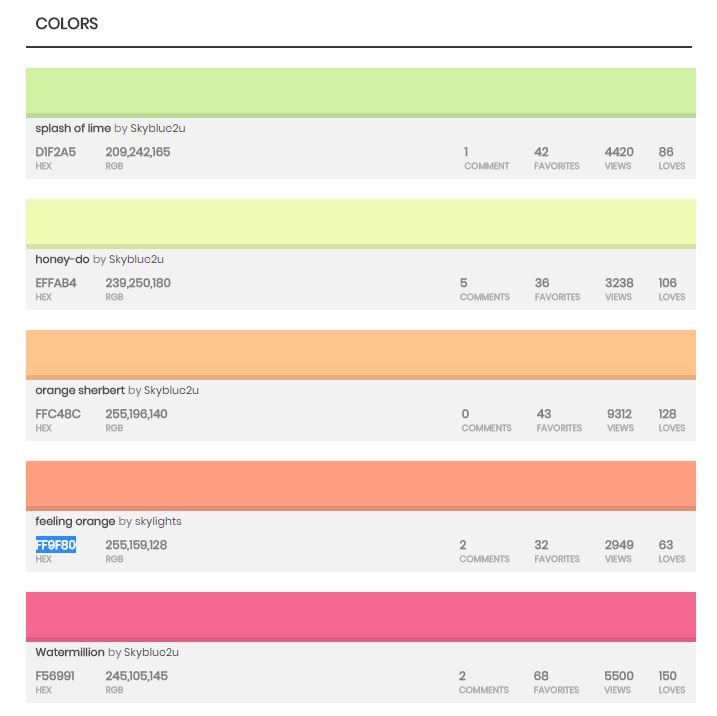 COLORS
splash of lime by Skyblue2u
D1F2A5 209,242,165 1 42 4420 86
HEX RGB COMMENT FAVORITES VIEWS LOVES
honey-do by Skyblue2u
EFFAB4 239,250,180 5 36 3238 106
HEX RGB COMMENTS FAVORITES VIEWS LOVES
orange sherbert by Skyblue2u
FFC48C 255,196,140 0 43 9312 128
HEX RGB COMMENTS FAVORITES VIEWS LOVES
feeling orange by skylights
FF9F80 255,159,128 2 32 2949 63
HEX RGB COMMENTS FAVORITES VIEWS LOVES
Watermillion by Skyblue2u
F56991 245,105,145 2 68 5500 150
HEX RGB COMMENTS FAVORITES VIEWS LOVES